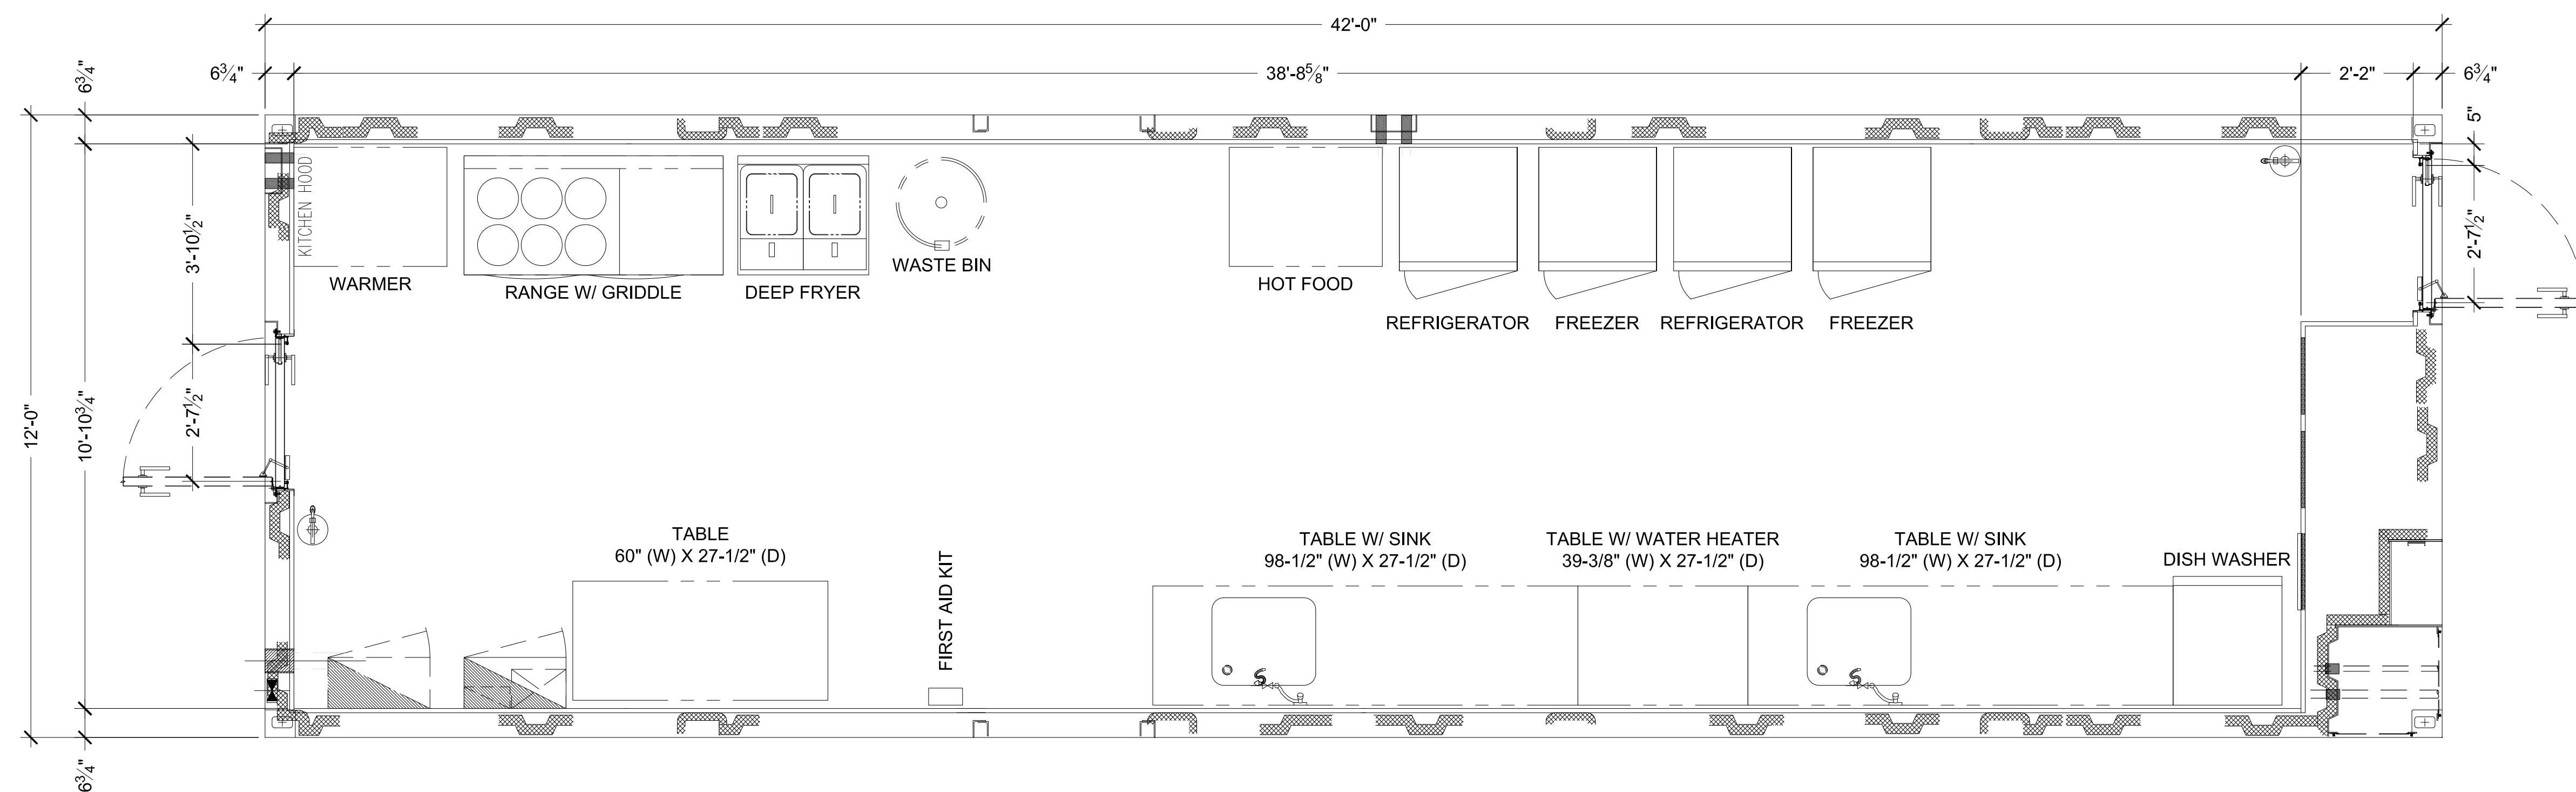 42'-0"
6¾"
38'-8⅝"
2'-2"
6¾"
6¾"
5"
12'-0"
10'-10¾"
3'-10½"
2'-7½"
2'-7½"
KITCHEN HOOD
WARMER
RANGE W/ GRIDDLE
DEEP FRYER
WASTE BIN
HOT FOOD
REFRIGERATOR
FREEZER
REFRIGERATOR
FREEZER
TABLE
60" (W) X 27-1/2" (D)
FIRST AID KIT
TABLE W/ SINK
98-1/2" (W) X 27-1/2" (D)
TABLE W/ WATER HEATER
39-3/8" (W) X 27-1/2" (D)
TABLE W/ SINK
98-1/2" (W) X 27-1/2" (D)
DISH WASHER
6¾"